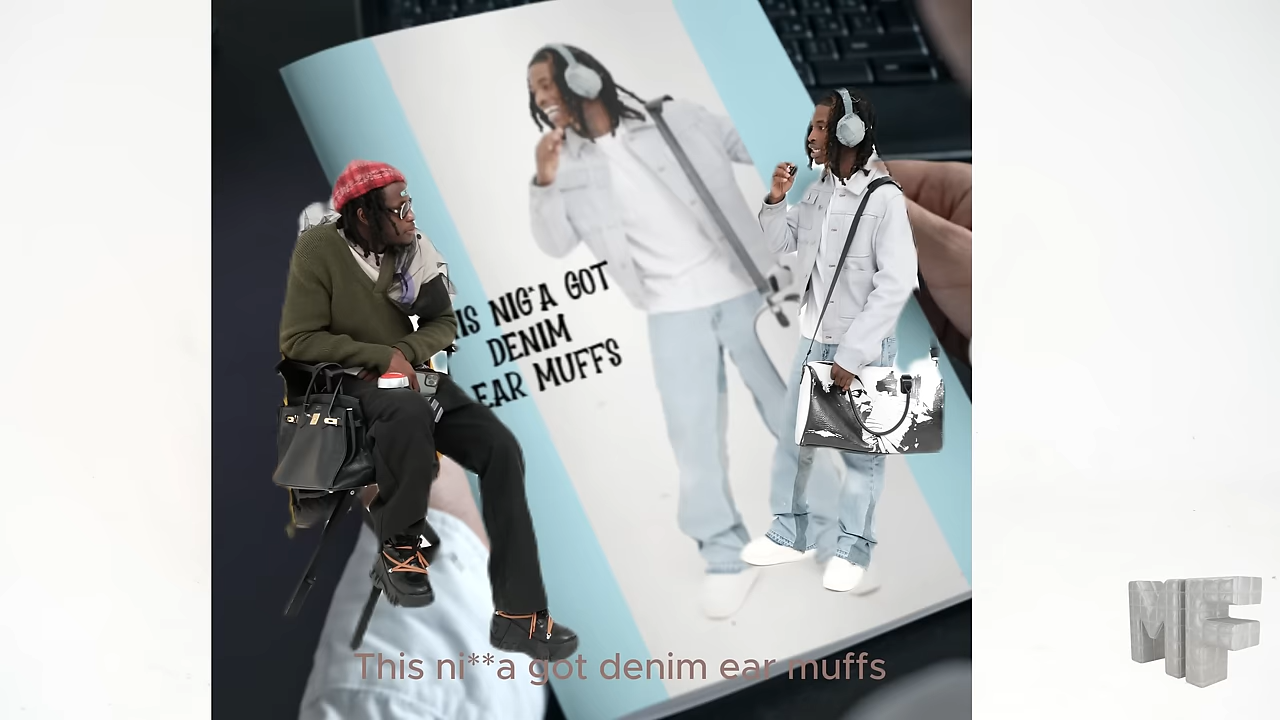 IS NIG*A GOT
DENIM
EAR MUFFS
This ni**a got denim ear muffs
MF